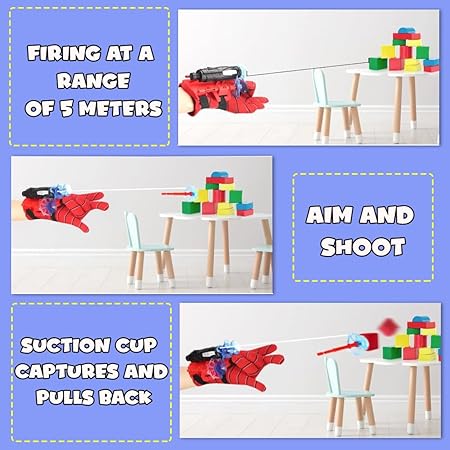 FIRING AT A
RANGE
OF 5 METERS
AIM AND
SHOOT
SUCTION CUP
CAPTURES AND
PULLS BACK